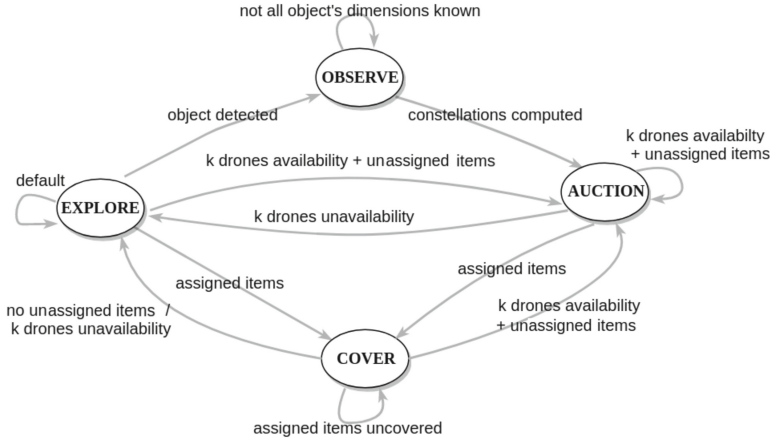 not all object's dimensions known
OBSERVE
object detected
constellations computed
k drones availabilty
+ unassigned items
k drones availability + unassigned items
default
EXPLORE
AUCTION
k drones unavailability
assigned items
assigned items
no unassigned items /
k drones unavailability
k drones availability
+ unassigned items
COVER
assigned items uncovered